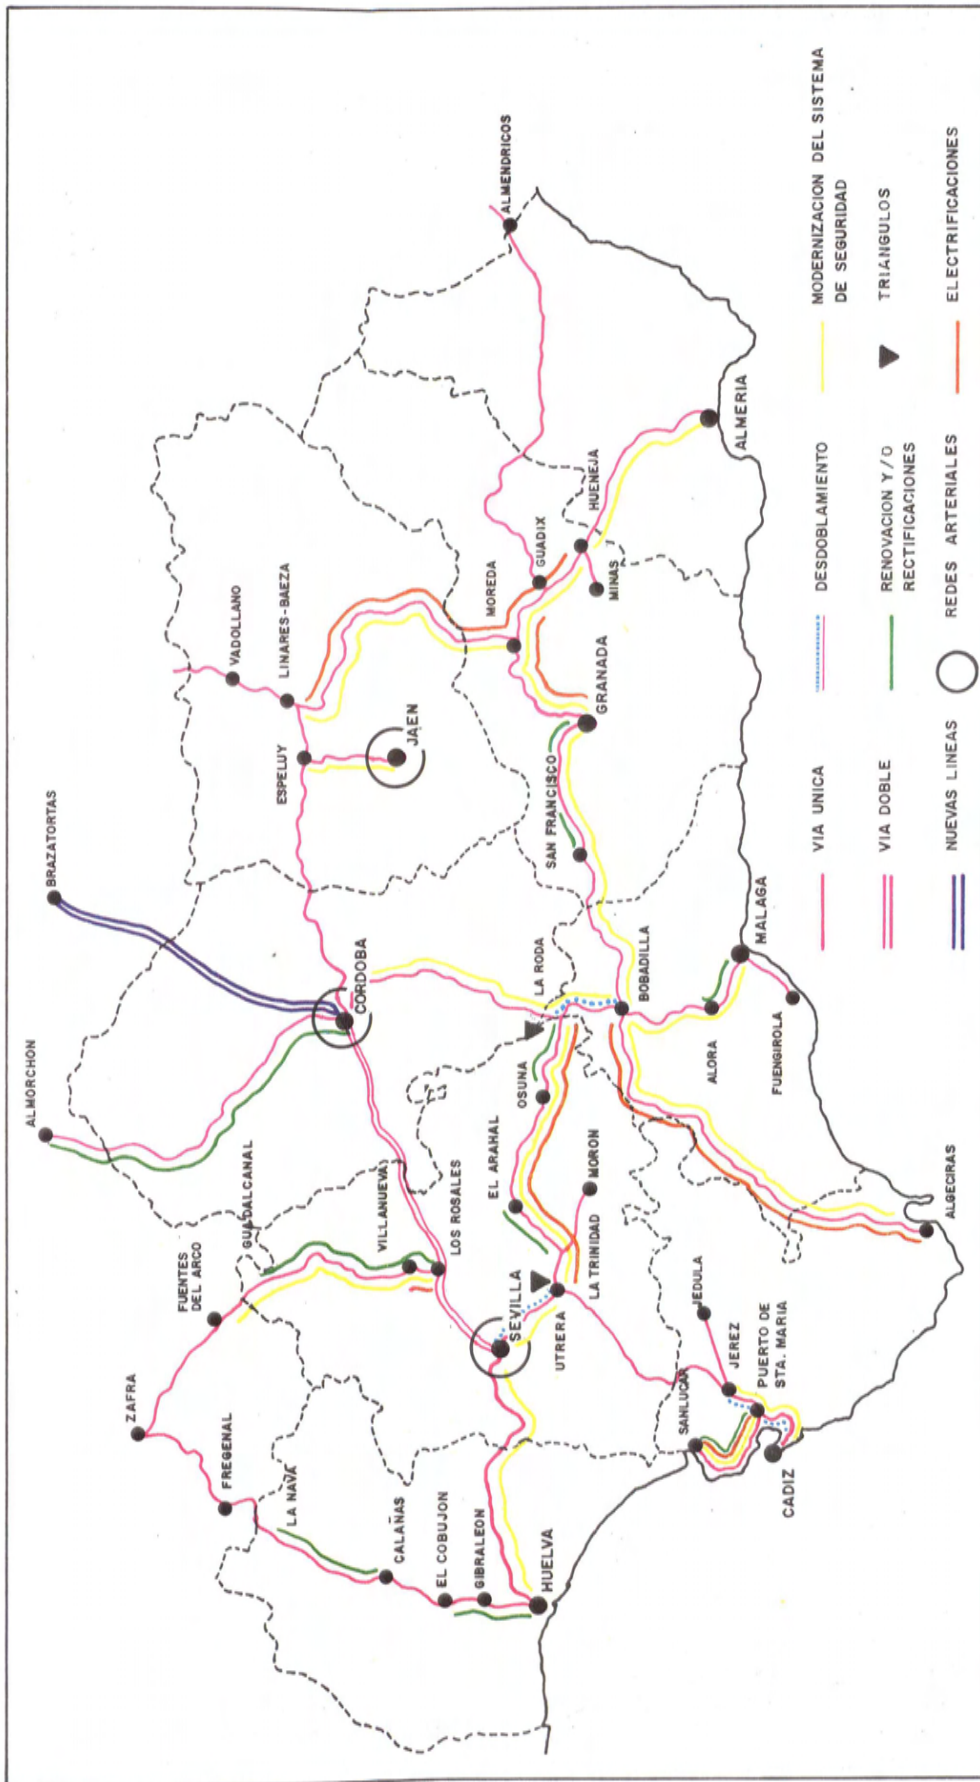 BRAZATORTAS
ALMORCHON
VADOLLANO
LINARES-BAEZA
ESPELUY
JAEN
CORDOBA
ZAFRA
FREGENAL
LA NAVA
FUENTES
DEL ARCO
GUADALCANAL
VILLANUEVA
LOS ROSALES
CALAÑAS
EL COBUJON
GIBRALEON
HUELVA
SEVILLA
UTRERA
LA TRINIDAD
MORON
EL ARAHAL
OSUNA
LA RODA
BOBADILLA
SAN FRANCISCO
GRANADA
MOREDA
GUADIX
HUENEJA
MINAS
ALMENDRICOS
ALMERIA
MALAGA
ALORA
FUENGIROLA
ALGECIRAS
JEDULA
JEREZ
PUERTO DE
STA. MARIA
SANLUCAR
CADIZ
VIA UNICA
VIA DOBLE
NUEVAS LINEAS
DESDOBLAMIENTO
RENOVACION Y/O
RECTIFICACIONES
REDES ARTERIALES
MODERNIZACION DEL SISTEMA
DE SEGURIDAD
TRIANGULOS
ELECTRIFICACIONES